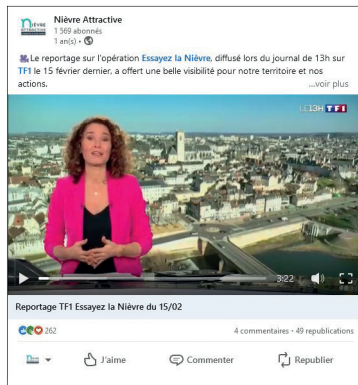 Nièvre Attractive
1 569 abonnés
1 an(s) •
Le reportage sur l'opération Essayez la Nièvre, diffusé lors du journal de 13h sur
TF1 le 15 février dernier, a offert une belle visibilité pour notre territoire et nos
actions. ...voir plus
LE13H TF1
3:22
Reportage TF1 Essayez la Nièvre du 15/02
262 4 commentaires • 49 republications
J'aime Commenter Republier